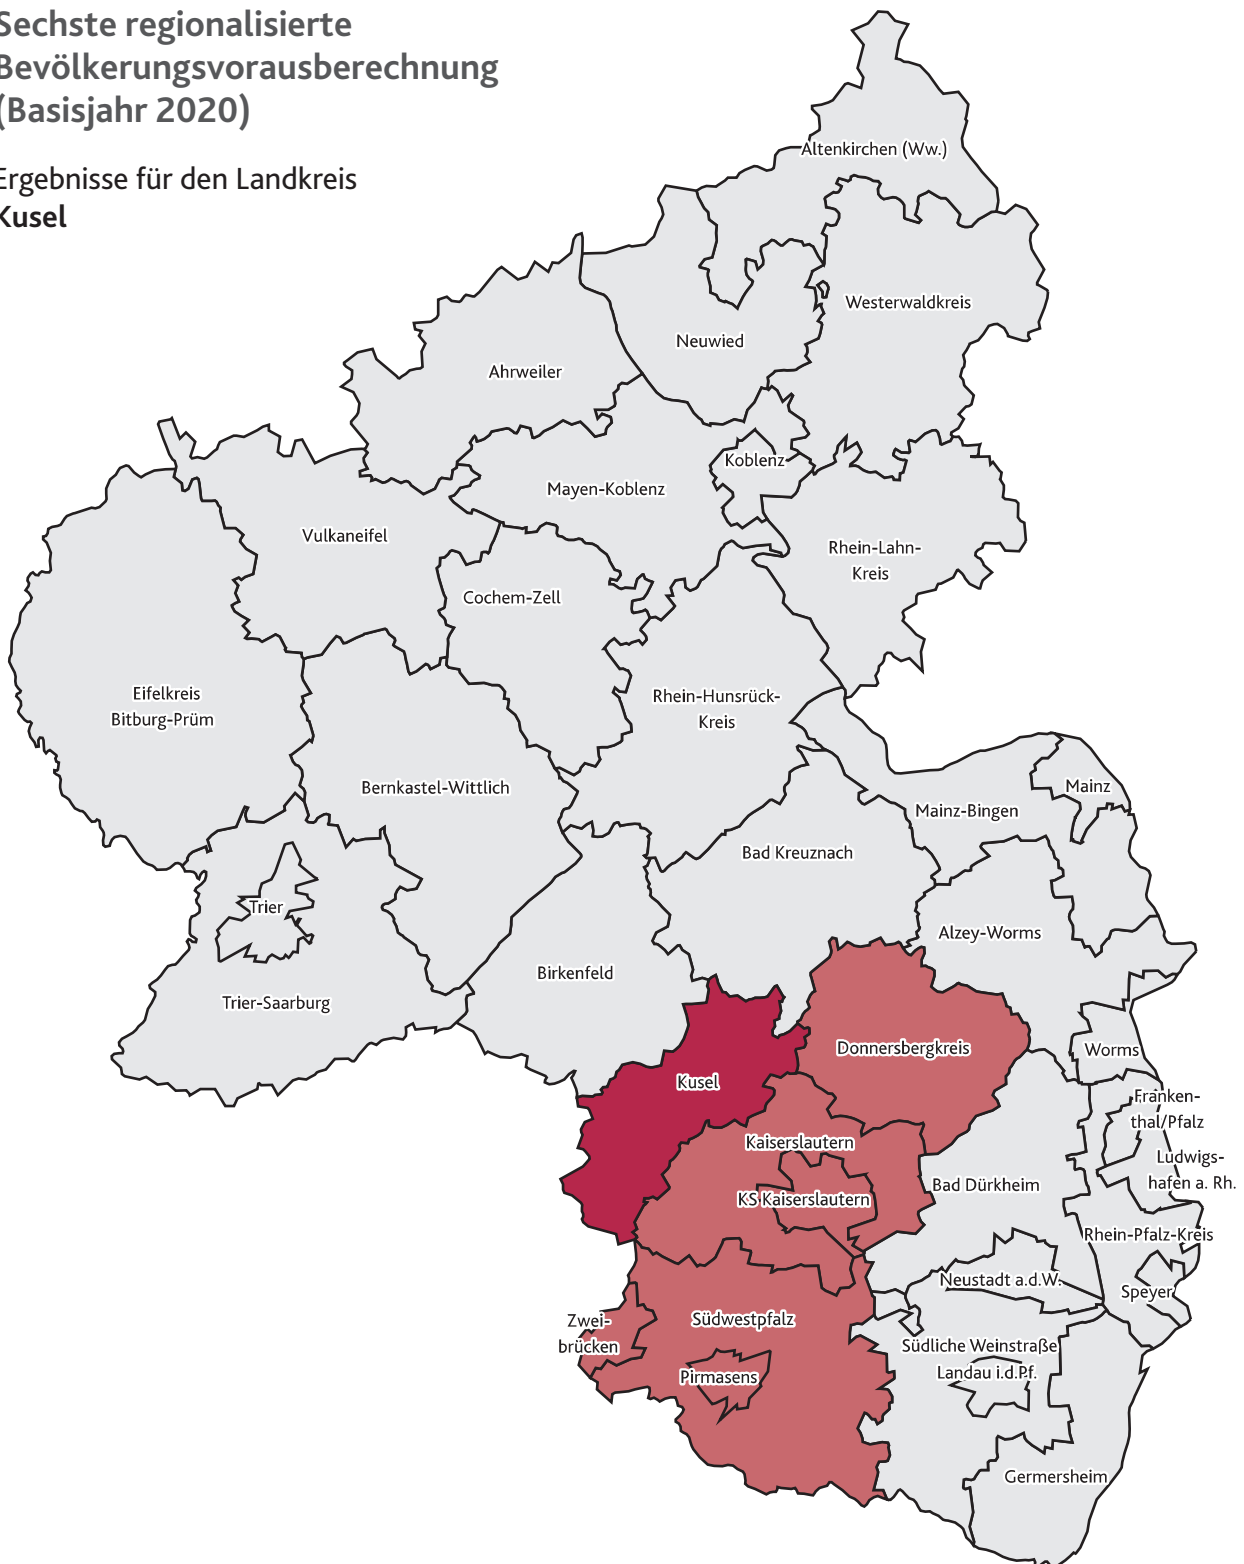 Sechste regionalisierte
Bevölkerungsvorausberechnung
(Basisjahr 2020)
Ergebnisse für den Landkreis
Kusel
Altenkirchen (Ww.)
Westerwaldkreis
Neuwied
Ahrweiler
Koblenz
Mayen-Koblenz
Vulkaneifel
Rhein-Lahn-
Kreis
Cochem-Zell
Eifelkreis
Bitburg-Prüm
Rhein-Hunsrück-
Kreis
Bernkastel-Wittlich
Mainz
Mainz-Bingen
Bad Kreuznach
Trier
Alzey-Worms
Birkenfeld
Trier-Saarburg
Donnersbergkreis
Worms
Kusel
Franken-
thal/Pfalz
Kaiserslautern
Ludwigs-
hafen a. Rh.
Bad Dürkheim
KS Kaiserslautern
Rhein-Pfalz-Kreis
Neustadt a.d.W.
Speyer
Zwei-
brücken
Südwestpfalz
Südliche Weinstraße
Landau i.d.Pf.
Pirmasens
Germersheim